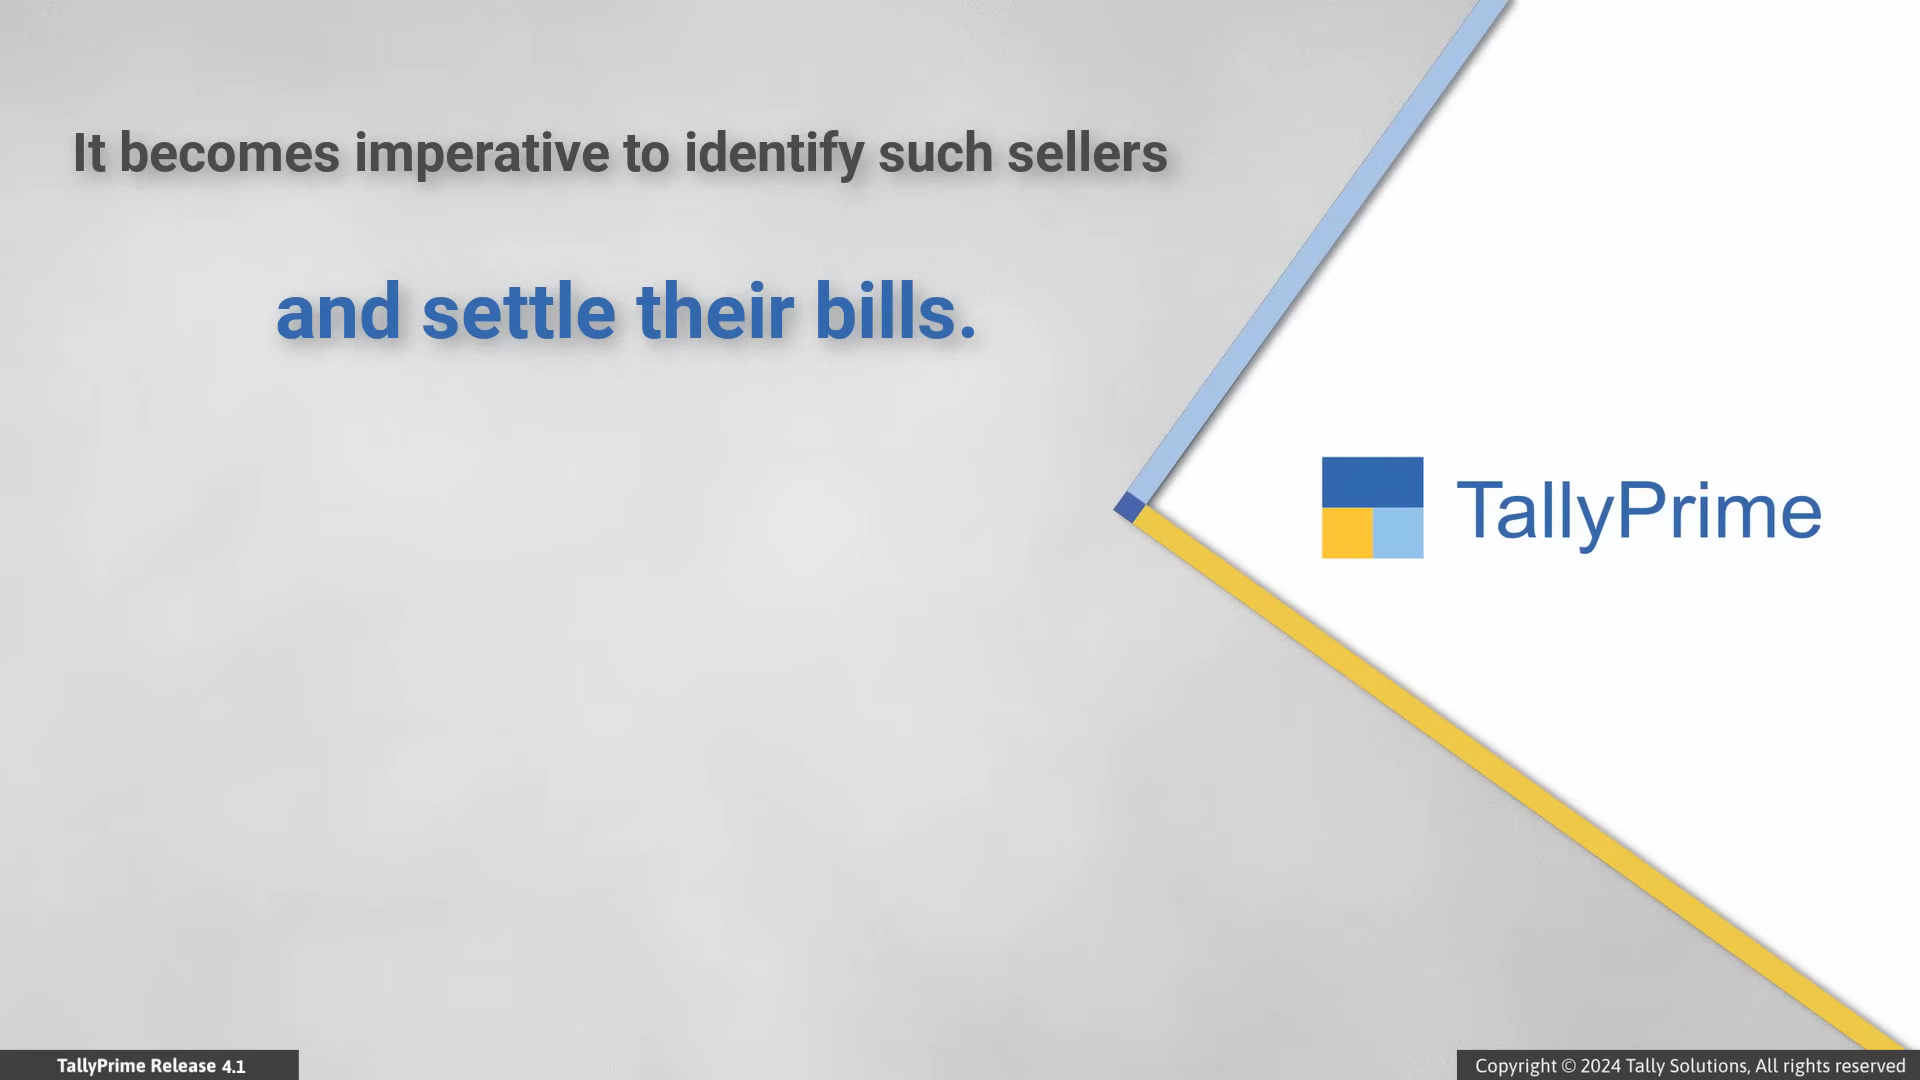 It becomes imperative to identify such sellers
and settle their bills.
TallyPrime
TallyPrime Release 4.1
Copyright © 2024 Tally Solutions, All rights reserved